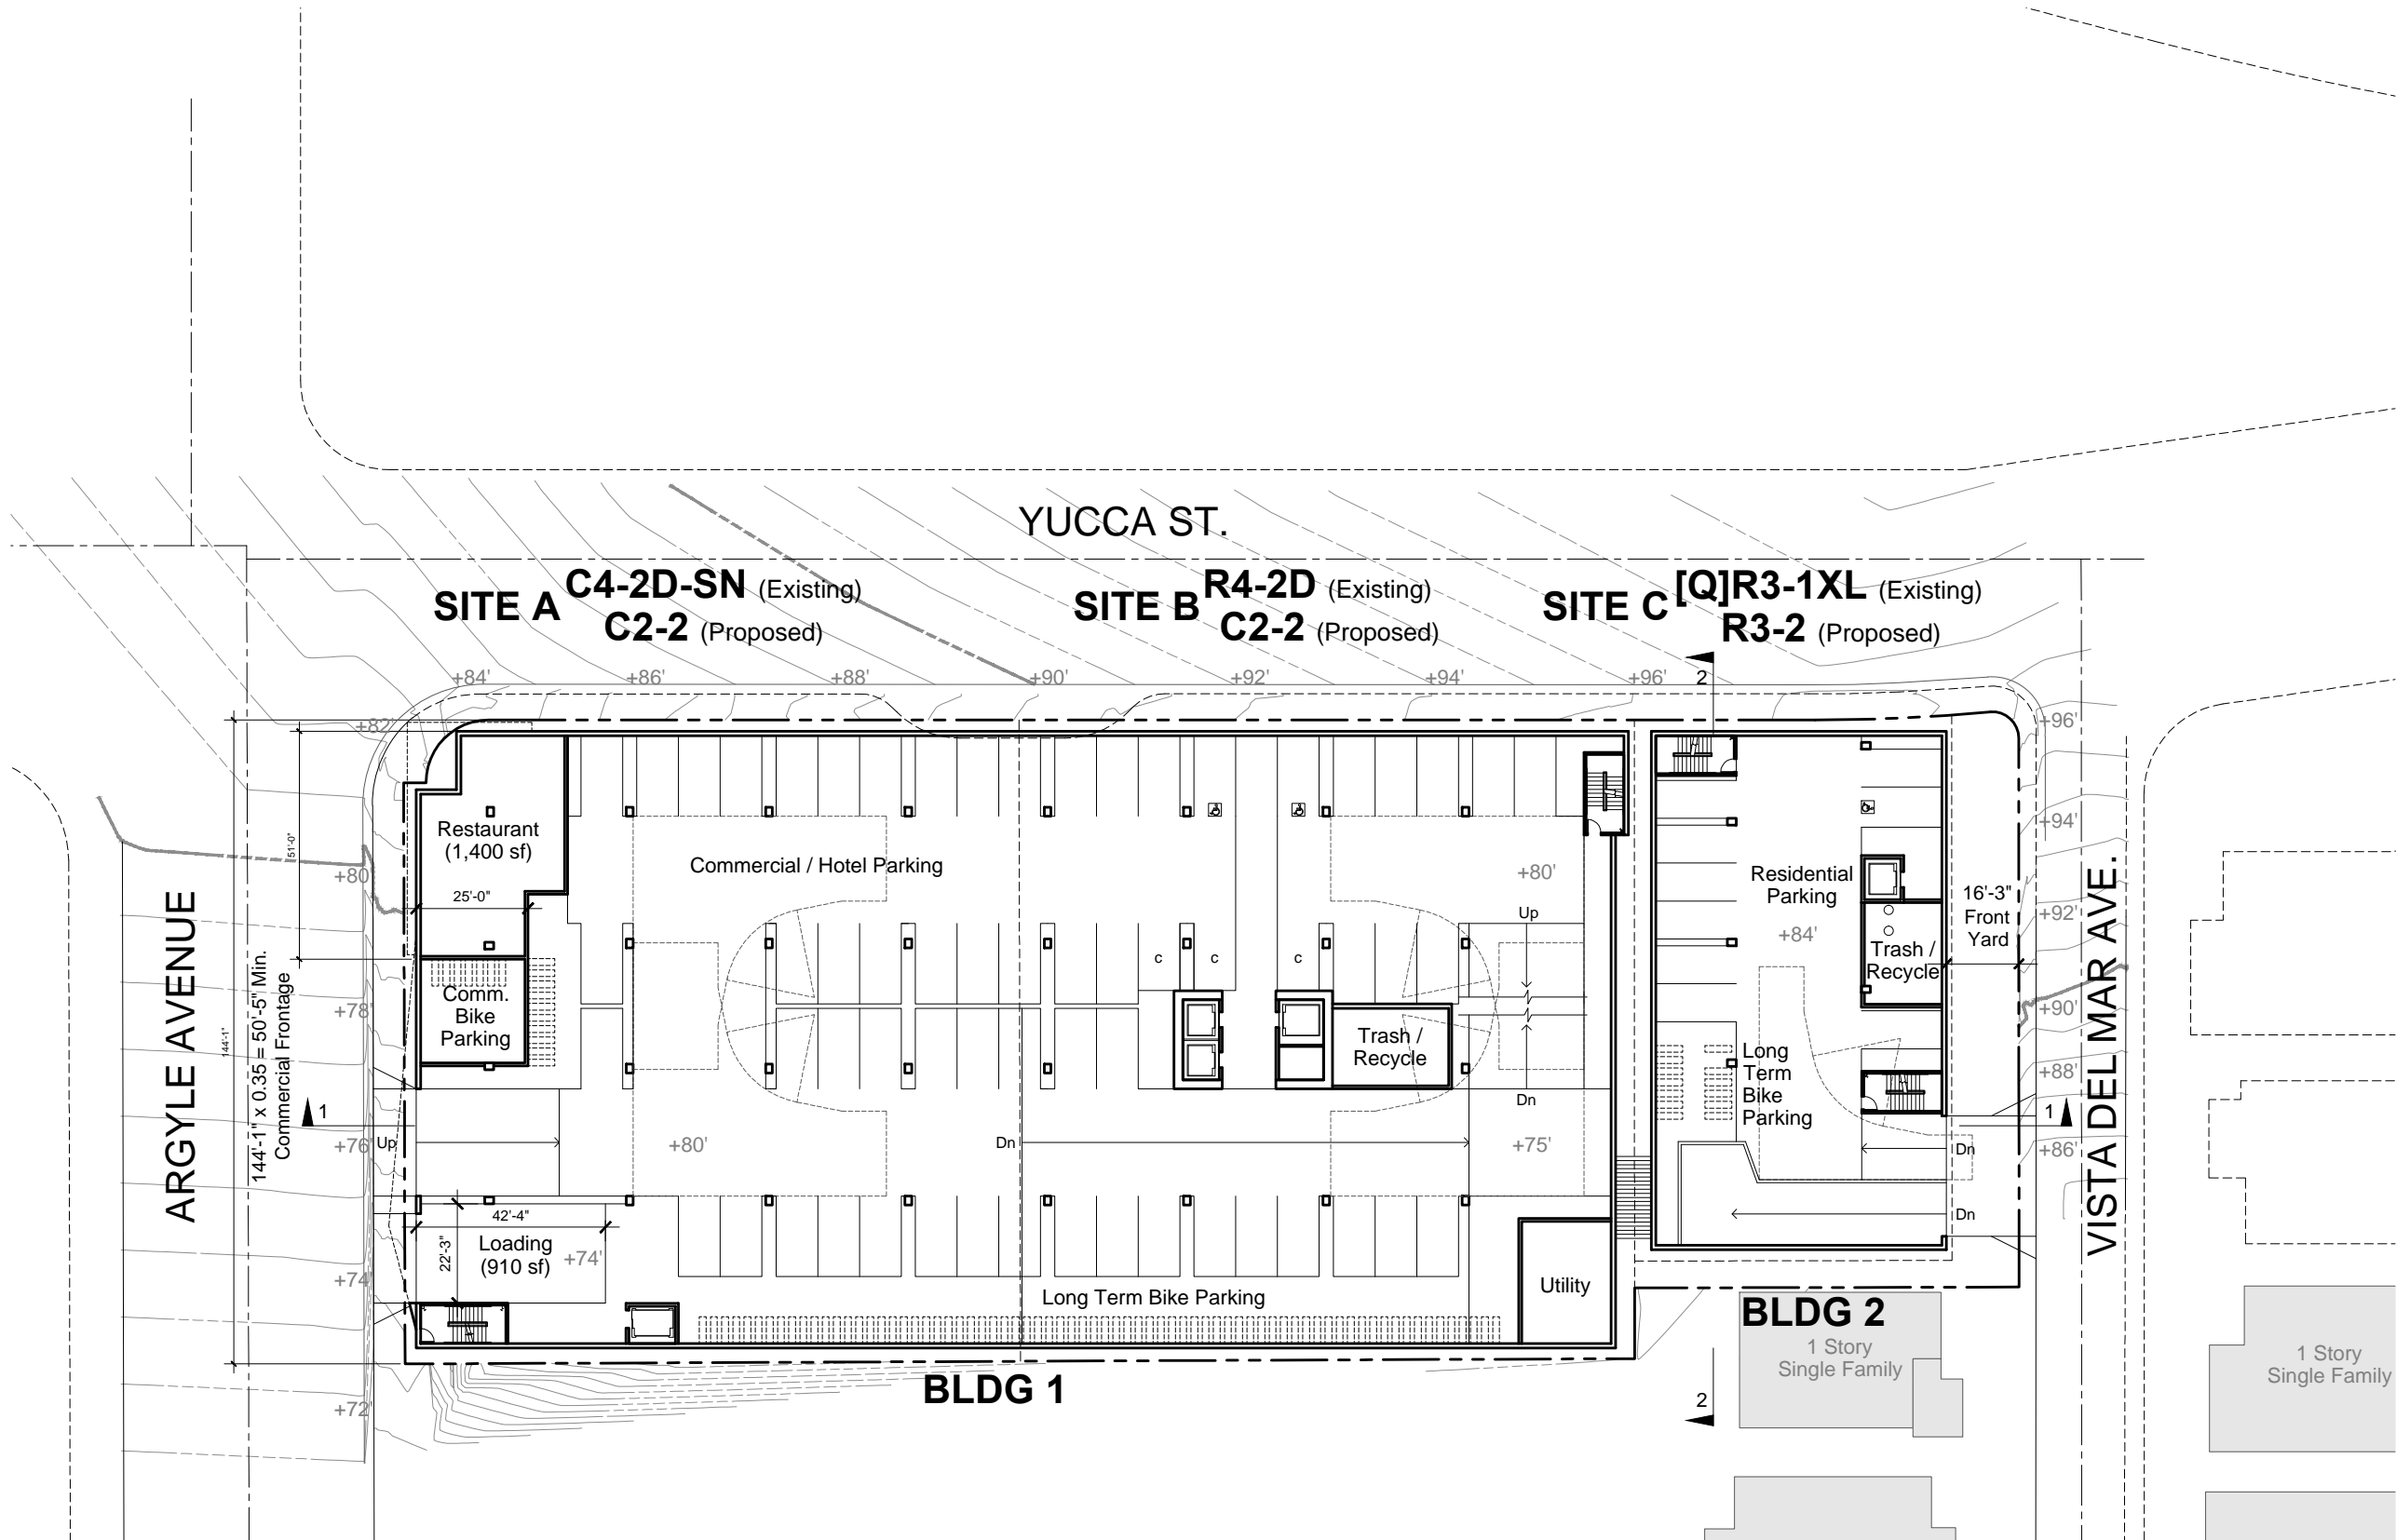 YUCCA ST.
SITE A
C4-2D-SN (Existing)
C2-2 (Proposed)
SITE B
R4-2D (Existing)
C2-2 (Proposed)
SITE C
[Q]R3-1XL (Existing)
R3-2 (Proposed)
+84'
+86'
+88'
+90'
+92'
+94'
+96'
2
+82'
+96'
Restaurant
(1,400 sf)
25'-0"
51'-0"
Commercial / Hotel Parking
+80'
+80'
Up
Residential
Parking
+84'
16'-3"
Front
Yard
+94'
+92'
Trash /
Recycle
c
c
c
Comm.
Bike
Parking
+78'
+90'
Trash /
Recycle
Long
Term
Bike
Parking
+88'
ARGYLE AVENUE
144'-1"
144'-1" x 0.35 = 50'-5" Min.
Commercial Frontage
1
1
VISTA DEL MAR AVE.
Dn
+76'
Up
+80'
Dn
+75'
Dn
+86'
Dn
42'-4"
22'-3"
Loading
(910 sf)
+74'
+74'
Utility
Long Term Bike Parking
BLDG 2
1 Story
Single Family
1 Story
Single Family
BLDG 1
2
+72'